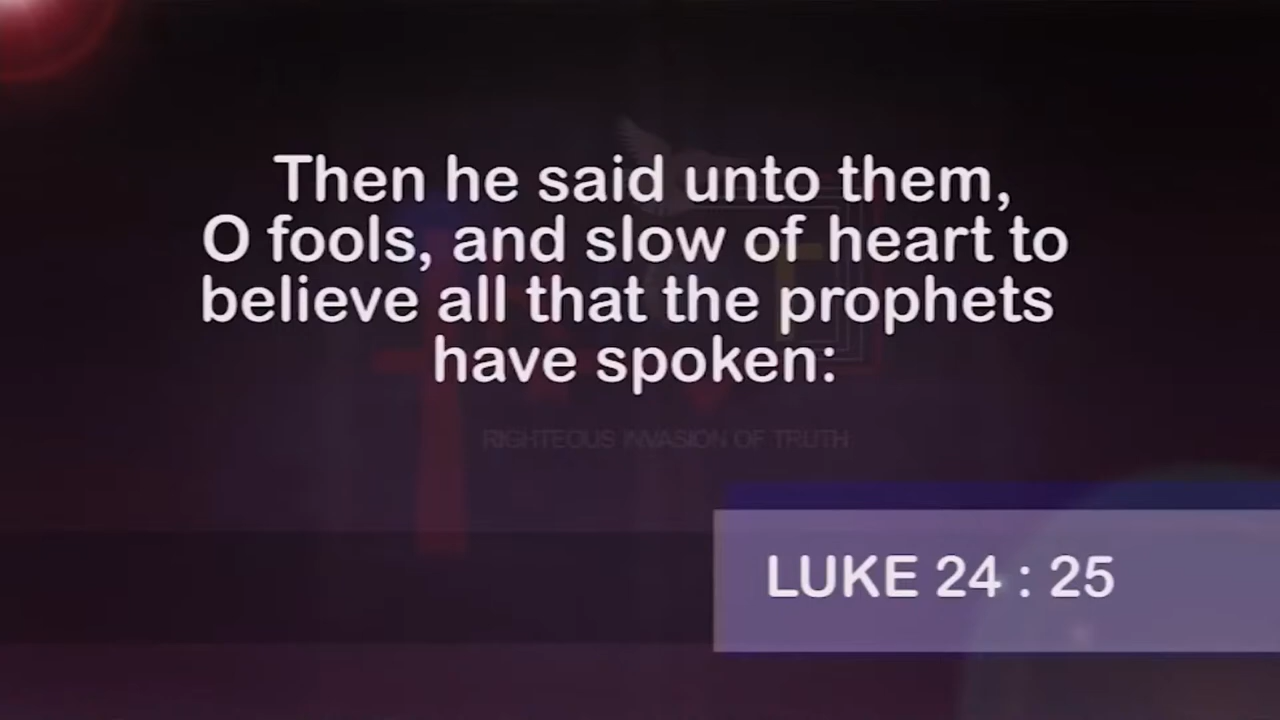 Then he said unto them,
O fools, and slow of heart to
believe all that the prophets
have spoken:
RIGHTEOUS INVASION OF TRUTH
LUKE 24 : 25